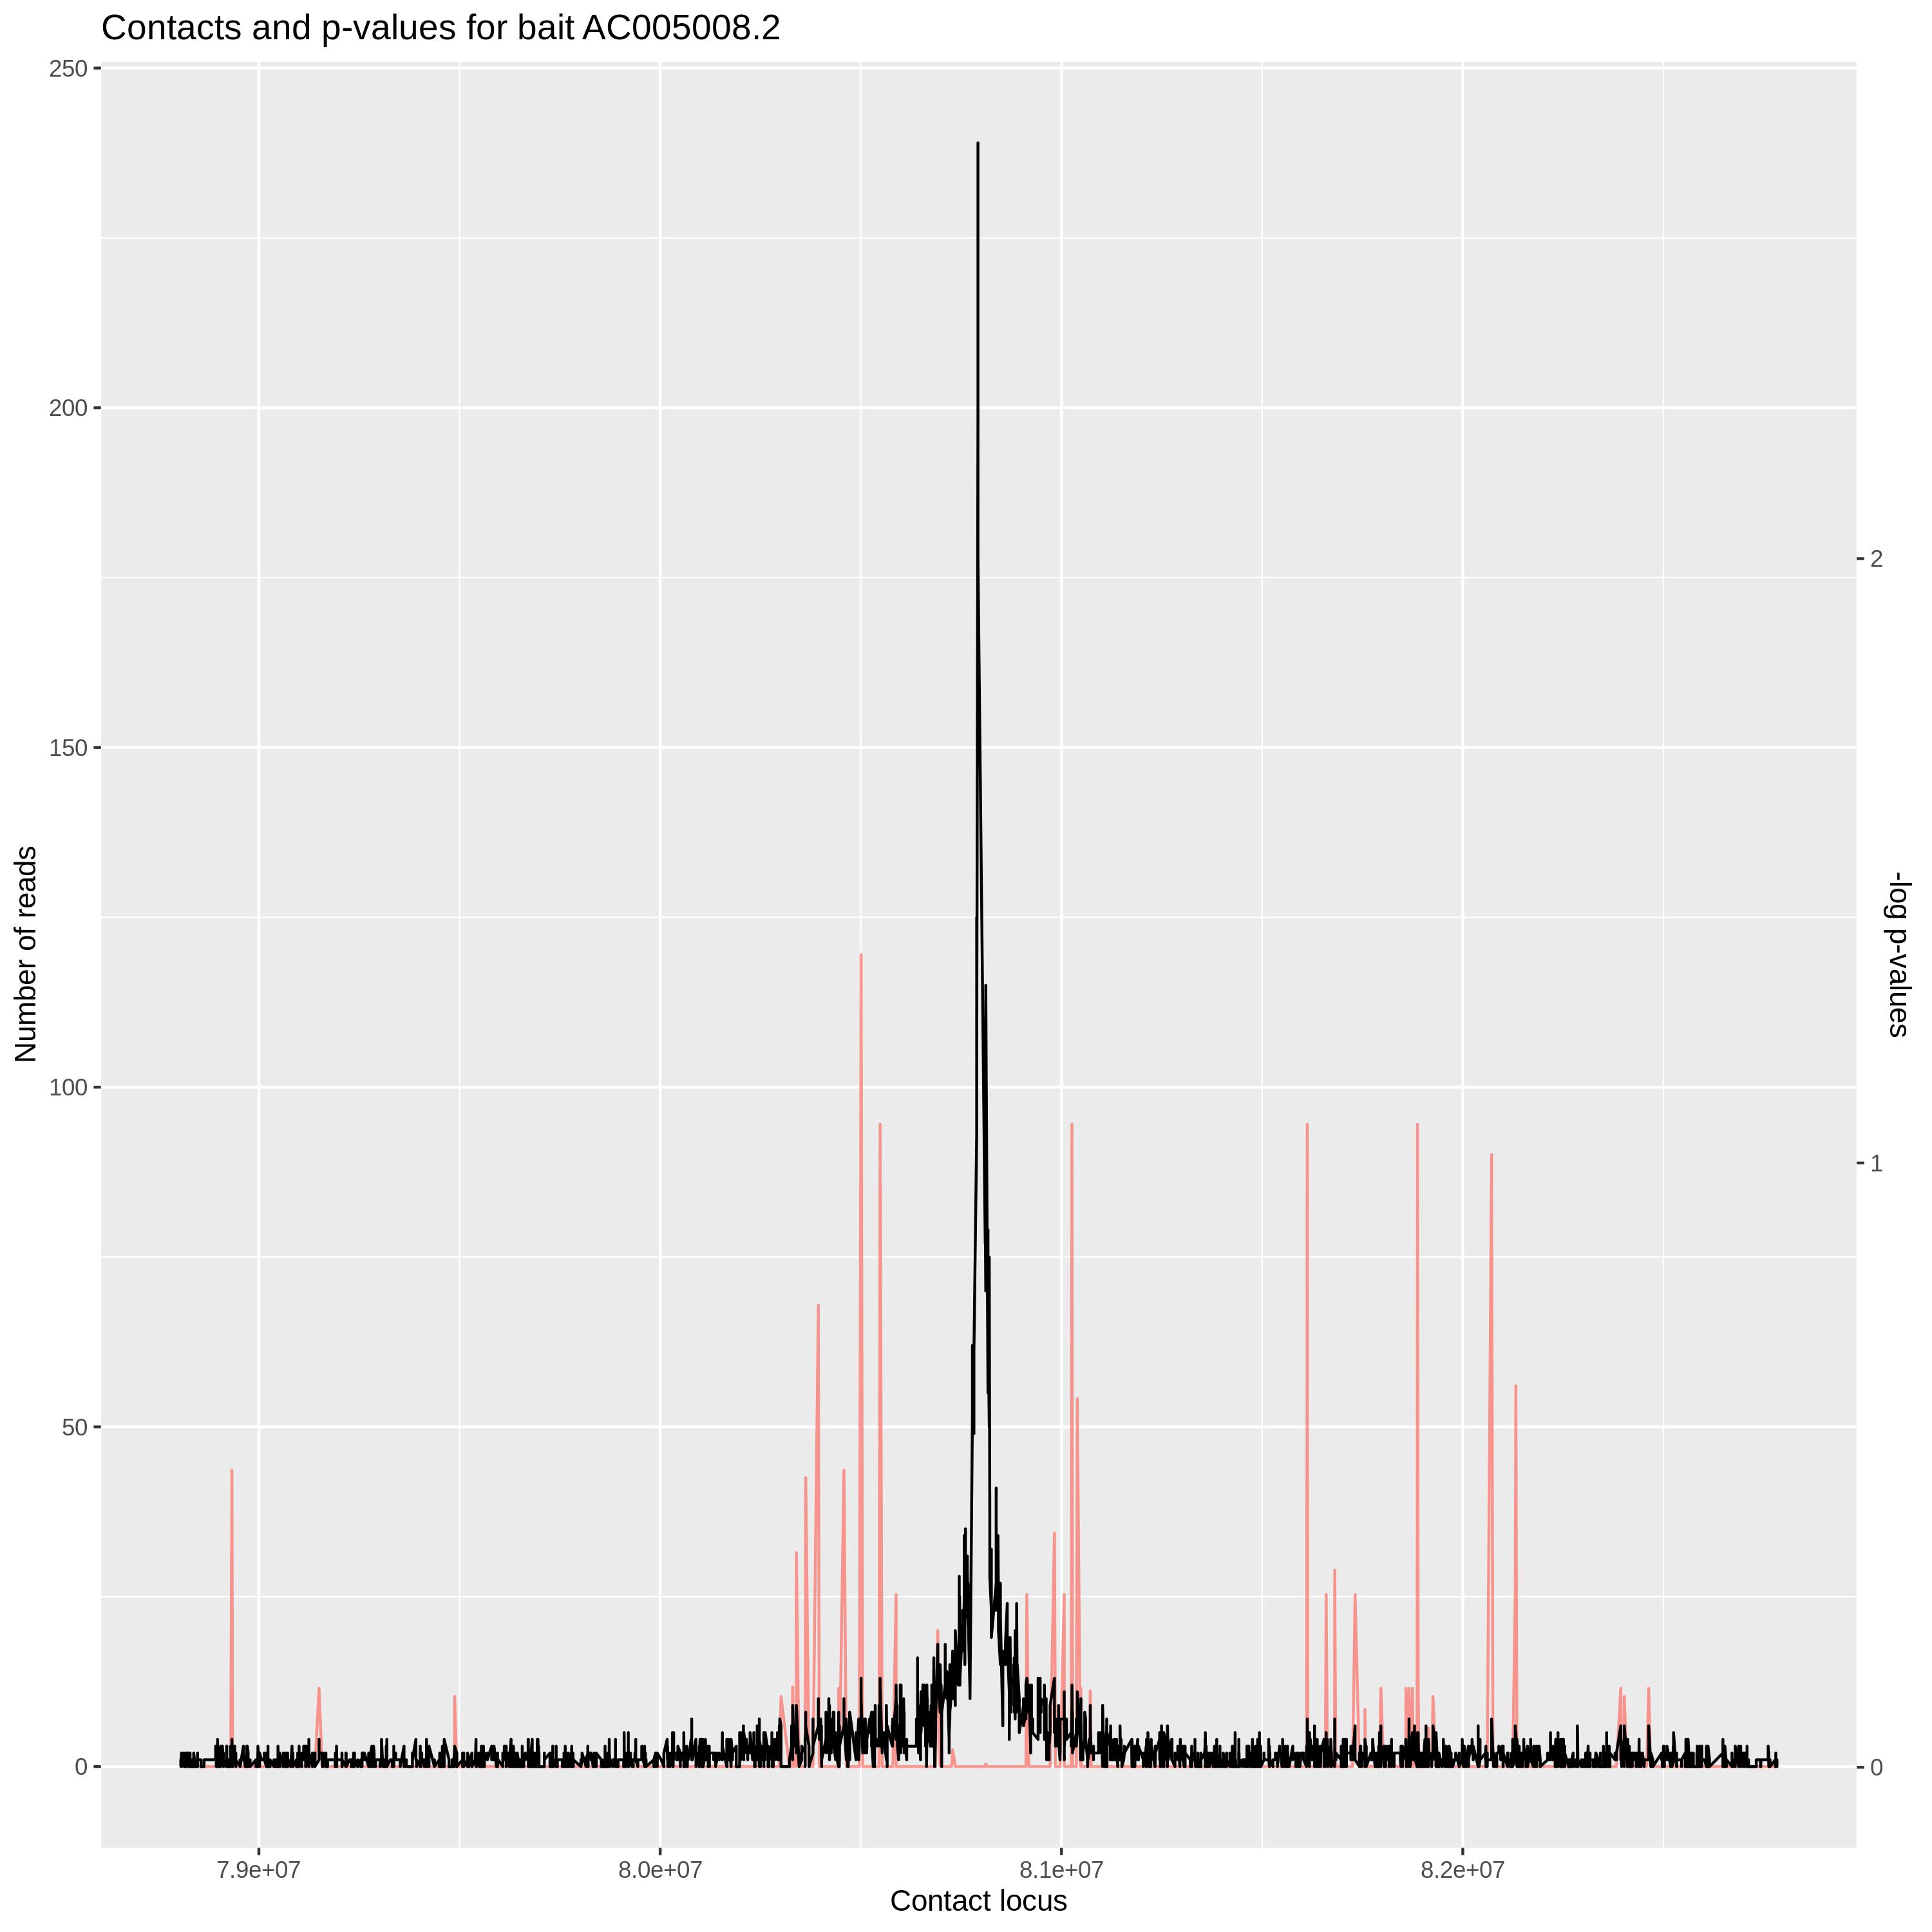 Contacts and p-values for bait AC005008.2
250
200
150
100
50
0
Number of reads
2
1
0
-log p-values
7.9e+07
8.0e+07
8.1e+07
8.2e+07
Contact locus